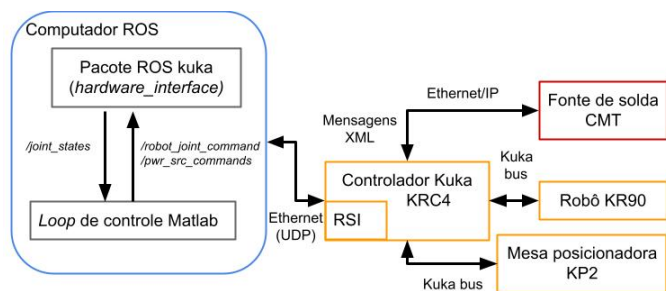 Computador ROS
Pacote ROS kuka
(hardware_interface)
/joint_states
/robot_joint_command
/pwr_src_commands
Loop de controle Matlab
Ethernet
(UDP)
Mensagens
XML
Ethernet/IP
Controlador Kuka
KRC4
RSI
Fonte de solda
CMT
Kuka
bus
Robô KR90
Mesa posicionadora
KP2
Kuka bus